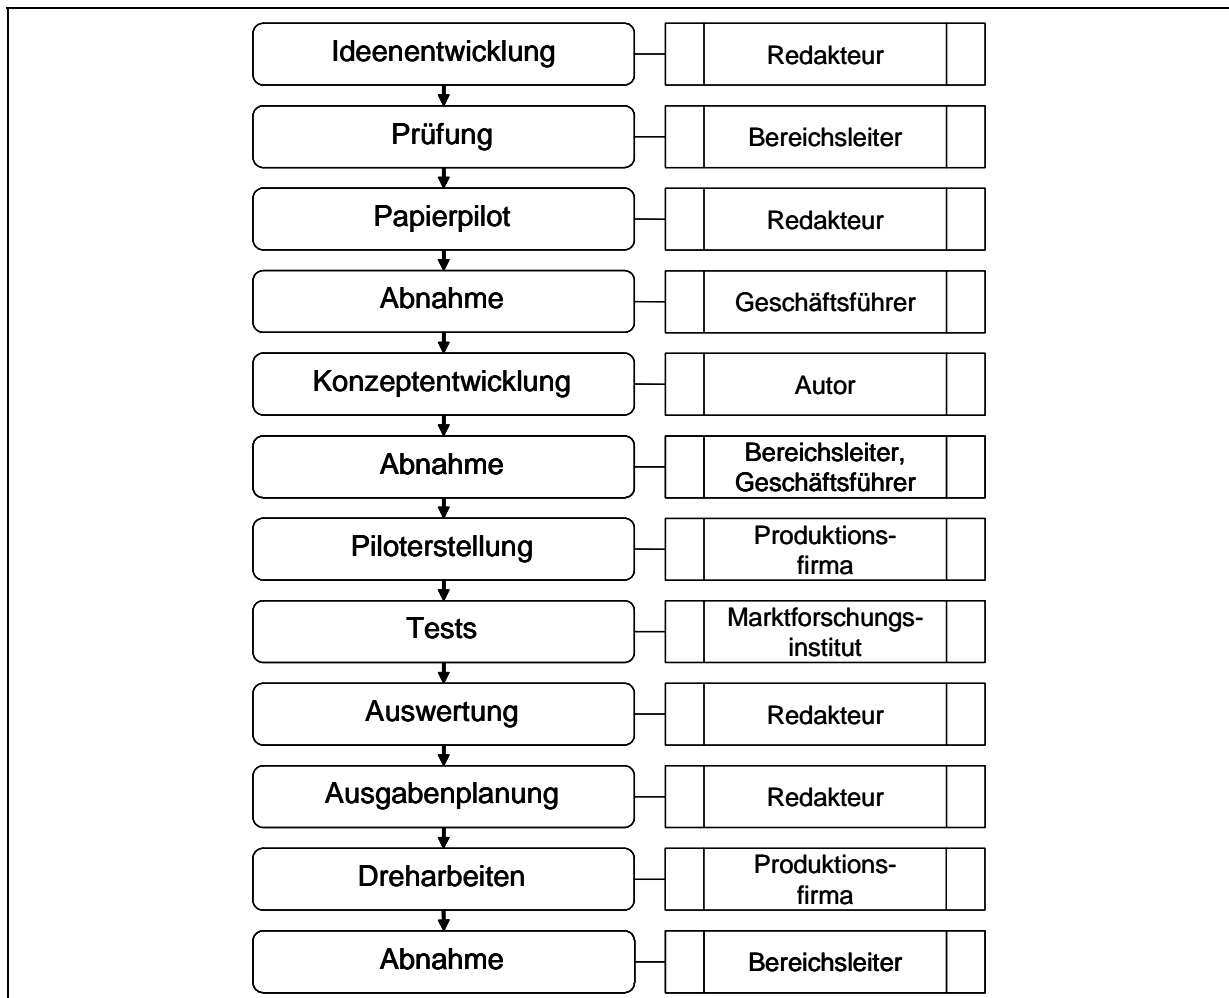 Ideenentwicklung
Redakteur
Prüfung
Bereichsleiter
Papierpilot
Redakteur
Abnahme
Geschäftsführer
Konzeptentwicklung
Autor
Abnahme
Bereichsleiter,
Geschäftsführer
Piloterstellung
Produktions-
firma
Tests
Marktforschungs-
institut
Auswertung
Redakteur
Ausgabenplanung
Redakteur
Dreharbeiten
Produktions-
firma
Abnahme
Bereichsleiter